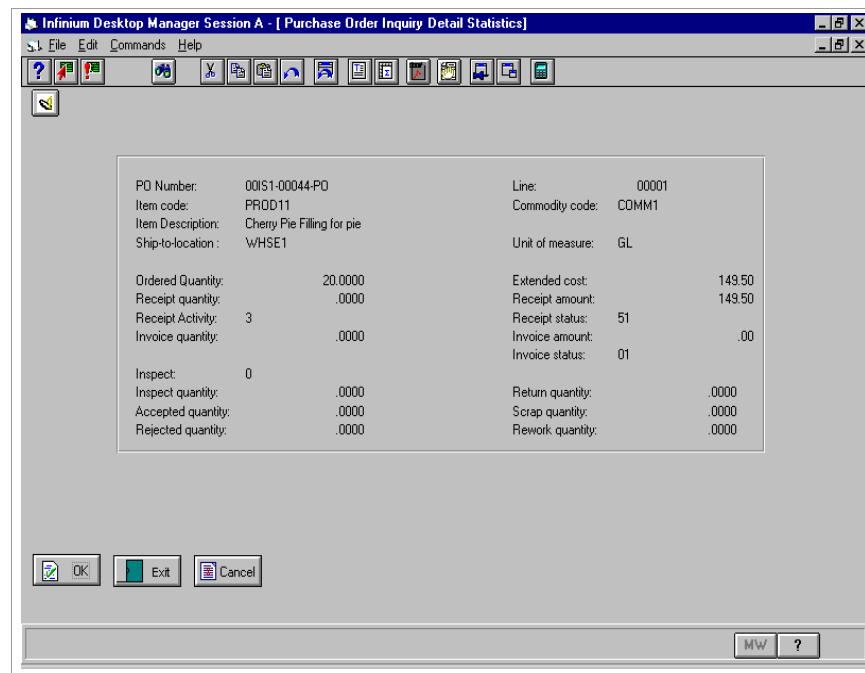 Infinium Desktop Manager Session A - [ Purchase Order Inquiry Detail Statistics]
File Edit Commands Help
PO Number: 00IS1-00044-PO Line: 00001
Item code: PROD11 Commodity code: COMM1
Item Description: Cherry Pie Filling for pie
Ship-to-location : WHSE1 Unit of measure: GL
Ordered Quantity: 20.0000 Extended cost: 149.50
Receipt quantity: .0000 Receipt amount: 149.50
Receipt Activity: 3 Receipt status: 51
Invoice quantity: .0000 Invoice amount: .00
Invoice status: 01
Inspect: 0
Inspect quantity: .0000 Return quantity: .0000
Accepted quantity: .0000 Scrap quantity: .0000
Rejected quantity: .0000 Rework quantity: .0000
OK Exit Cancel
MW ?